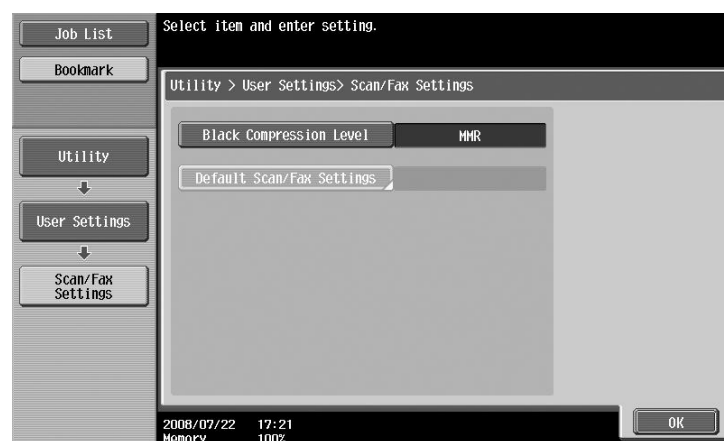 Job List
Select item and enter setting.
Bookmark
Utility > User Settings> Scan/Fax Settings
Black Compression Level
MMR
Utility
Default Scan/Fax Settings
User Settings
Scan/Fax
Settings
2008/07/22 17:21
Memory 100%
OK